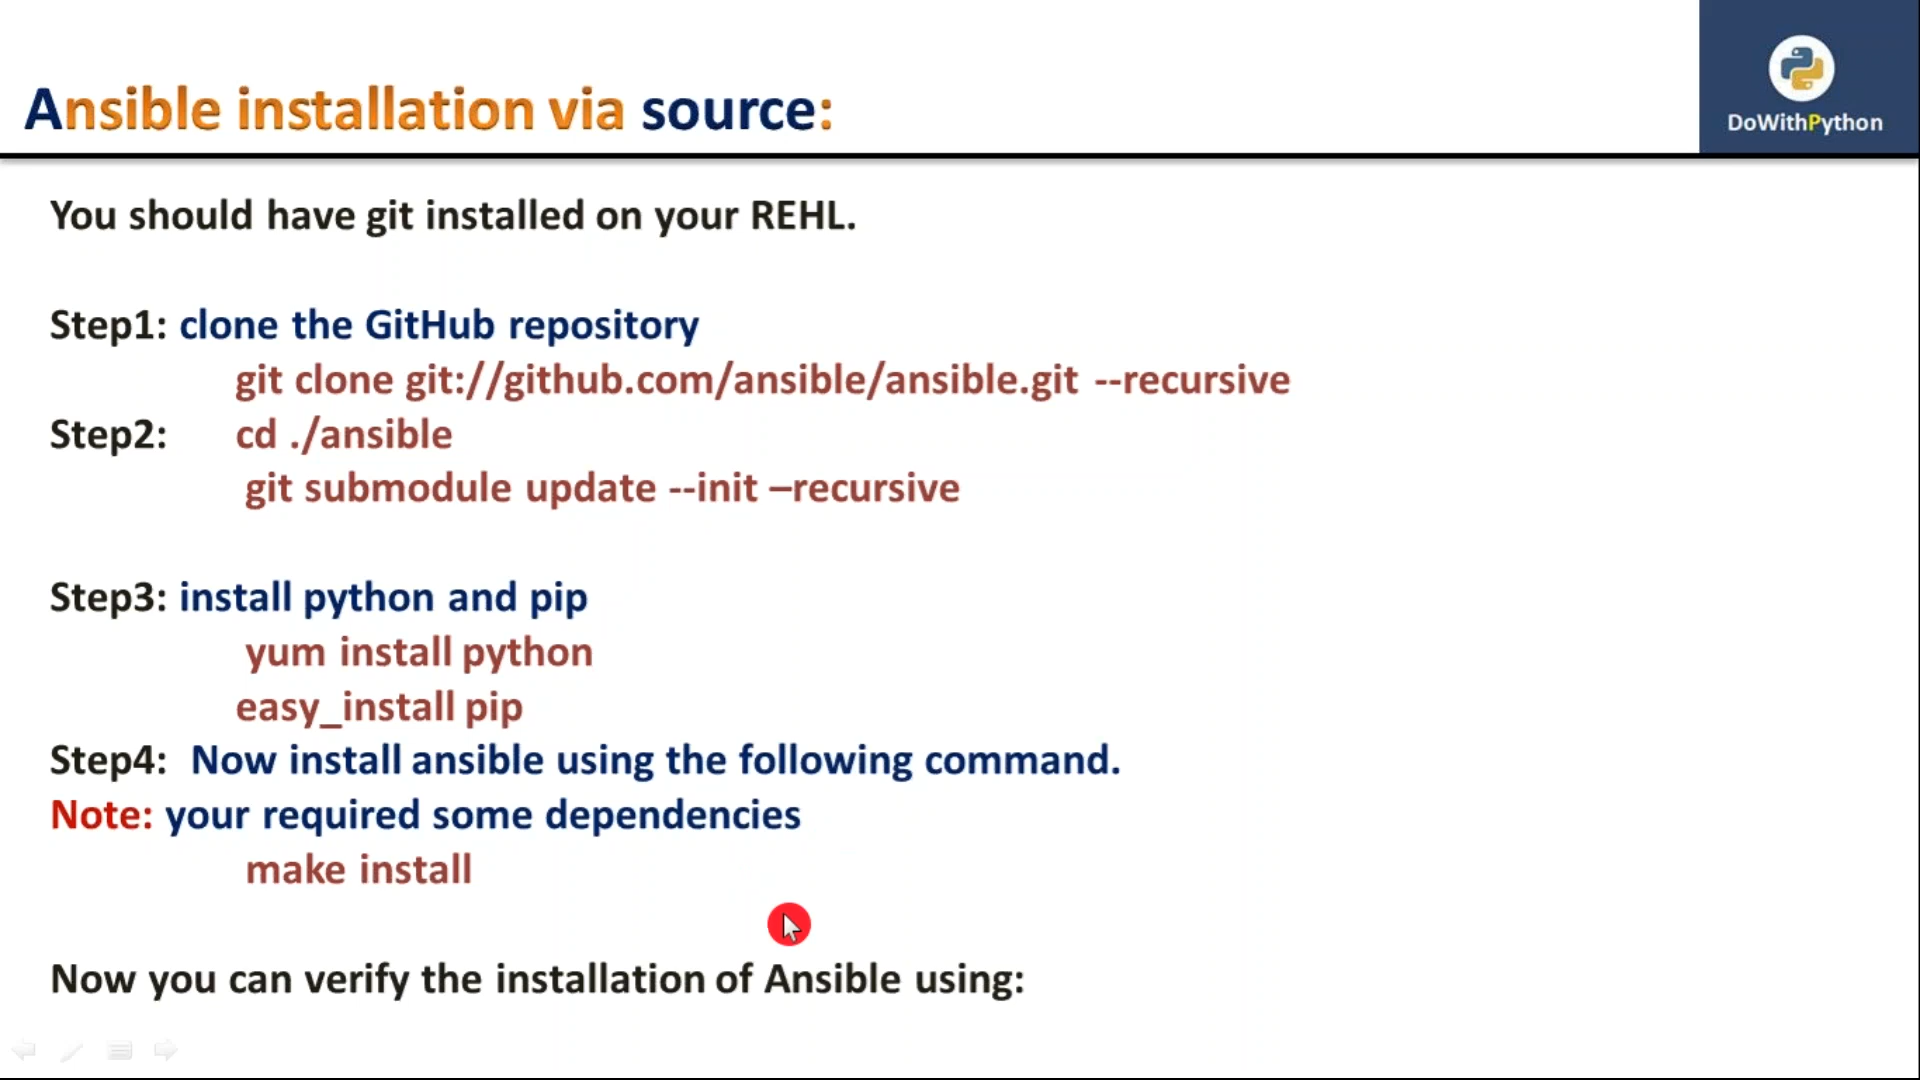 Ansible installation via source:
DoWithPython
You should have git installed on your REHL.
Step1: clone the GitHub repository
git clone git://github.com/ansible/ansible.git --recursive
Step2: cd ./ansible
git submodule update --init –recursive
Step3: install python and pip
yum install python
easy_install pip
Step4: Now install ansible using the following command.
Note: your required some dependencies
make install
Now you can verify the installation of Ansible using: